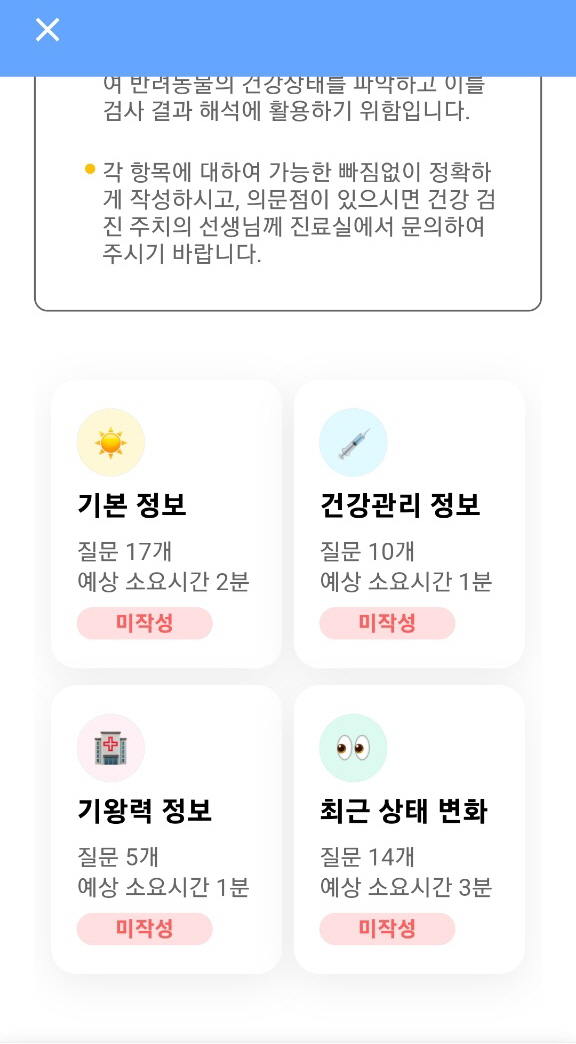 여 반려동물의 건강상태를 파악하고 이를
검사 결과 해석에 활용하기 위함입니다.
각 항목에 대하여 가능한 빠짐없이 정확하
게 작성하시고, 의문점이 있으시면 건강 검
진 주치의 선생님께 진료실에서 문의하여
주시기 바랍니다.
기본 정보
질문 17개
예상 소요시간 2분
미작성
건강관리 정보
질문 10개
예상 소요시간 1분
미작성
기왕력 정보
질문 5개
예상 소요시간 1분
미작성
최근 상태 변화
질문 14개
예상 소요시간 3분
미작성